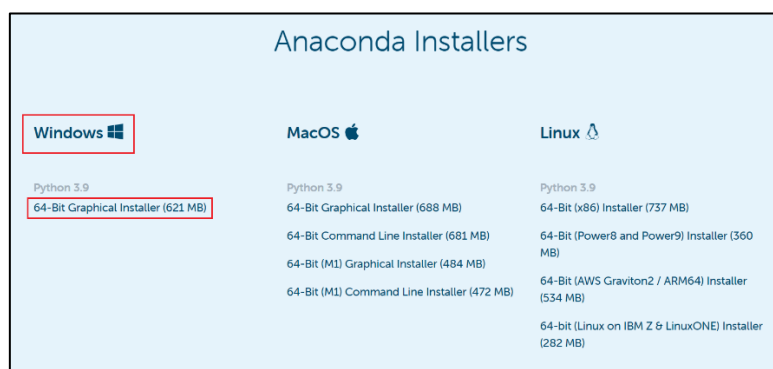 Anaconda Installers
Windows
Python 3.9
64-Bit Graphical Installer (621 MB)
MacOS
Python 3.9
64-Bit Graphical Installer (688 MB)
64-Bit Command Line Installer (681 MB)
64-Bit (M1) Graphical Installer (484 MB)
64-Bit (M1) Command Line Installer (472 MB)
Linux
Python 3.9
64-Bit (x86) Installer (737 MB)
64-Bit (Power8 and Power9) Installer (360
MB)
64-Bit (AWS Graviton2 / ARM64) Installer
(534 MB)
64-bit (Linux on IBM Z & LinuxONE) Installer
(282 MB)